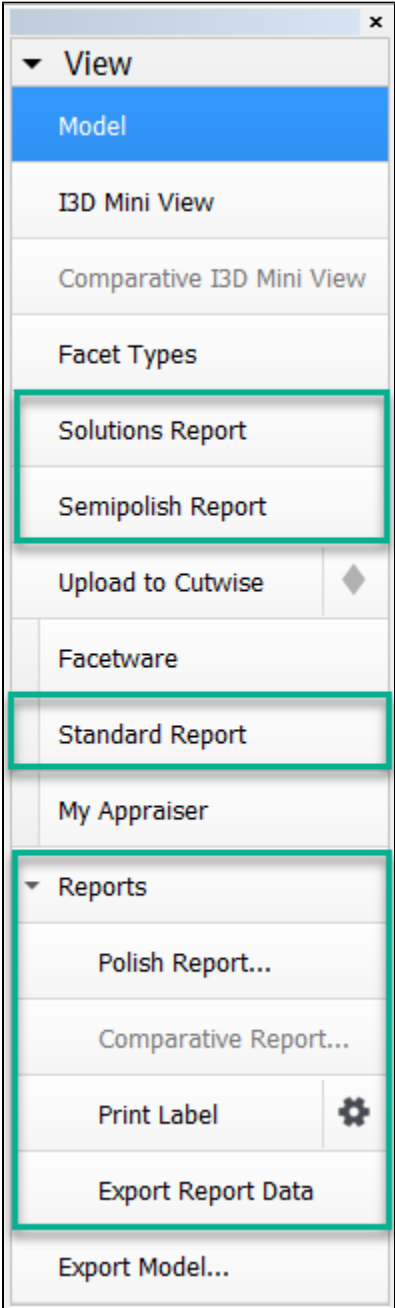 View
Model
I3D Mini View
Comparative I3D Mini View
Facet Types
Solutions Report
Semipolish Report
Upload to Cutwise
Facetware
Standard Report
My Appraiser
Reports
Polish Report...
Comparative Report...
Print Label
Export Report Data
Export Model...